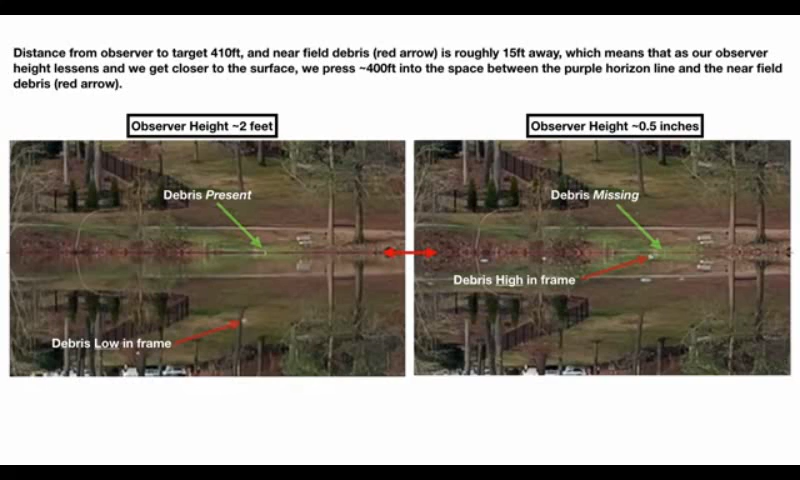 Distance from observer to target 410ft, and near field debris (red arrow) is roughly 15ft away, which means that as our observer
height lessens and we get closer to the surface, we press ~400ft into the space between the purple horizon line and the near field
debris (red arrow).
Observer Height ~2 feet
Observer Height ~0.5 inches
Debris Present
Debris Missing
Debris High in frame
Debris Low in frame